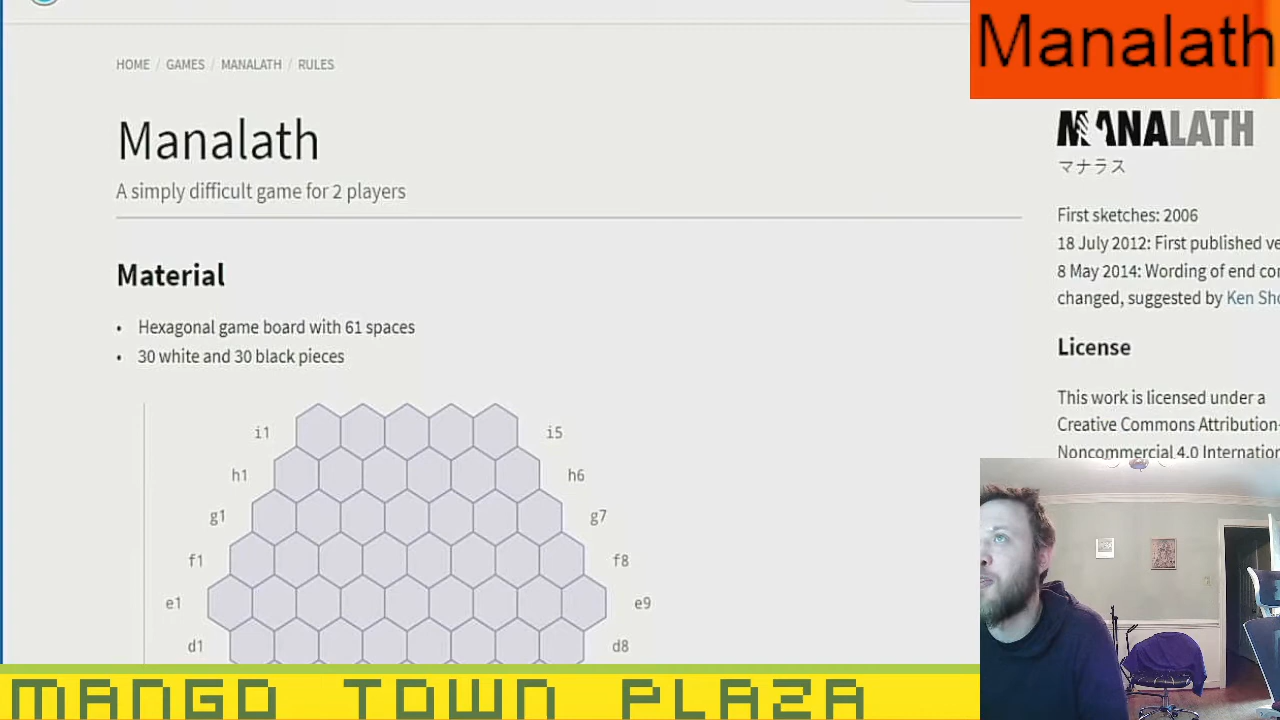 Manalath
HOME / GAMES / MANALATH / RULES
Manalath
A simply difficult game for 2 players
Material
• Hexagonal game board with 61 spaces
• 30 white and 30 black pieces
i1 i5
h1 h6
g1 g7
f1 f8
e1 e9
d1 d8
MANALATH
マナラス
First sketches: 2006
18 July 2012: First published ve
8 May 2014: Wording of end co
changed, suggested by Ken Sh
License
This work is licensed under a
Creative Commons Attribution-
Noncommercial 4.0 Internation
MANGO TOWN PLAZA